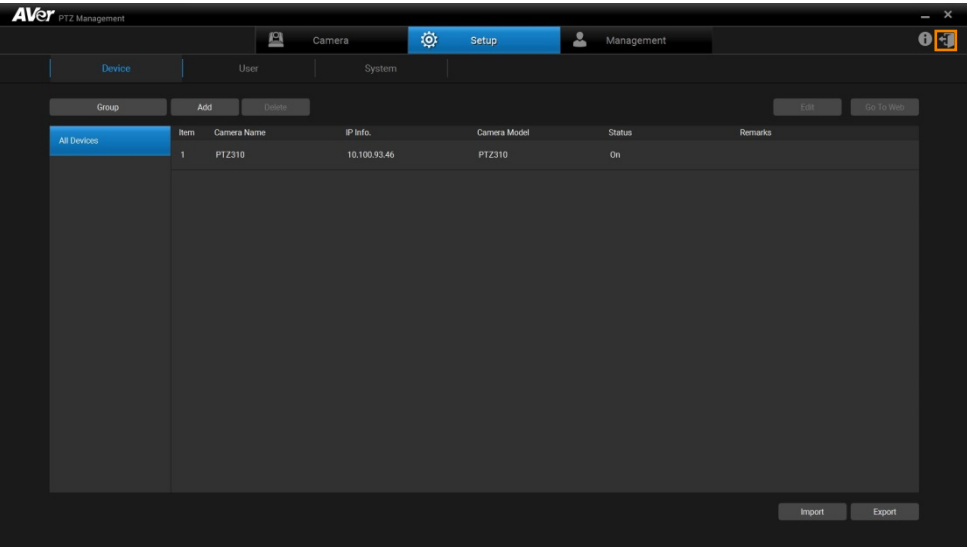 AVer PTZ Management
Camera Setup Management
Device User System
Group Add Delete Edit Go To Web
All Devices
Item Camera Name IP Info. Camera Model Status Remarks
1 PTZ310 10.100.93.46 PTZ310 On
Import Export